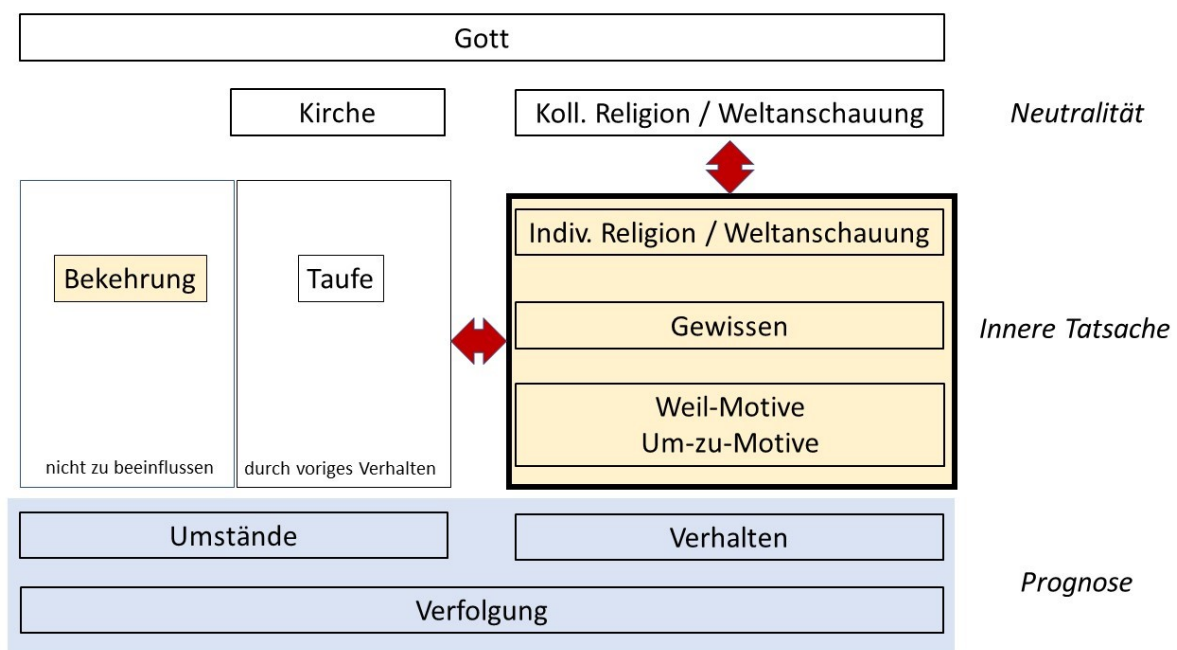 Gott
Kirche
Koll. Religion / Weltanschauung
Neutralität
Indiv. Religion / Weltanschauung
Bekehrung
Taufe
Gewissen
Innere Tatsache
Weil-Motive
Um-zu-Motive
nicht zu beeinflussen
durch voriges Verhalten
Umstände
Verhalten
Prognose
Verfolgung